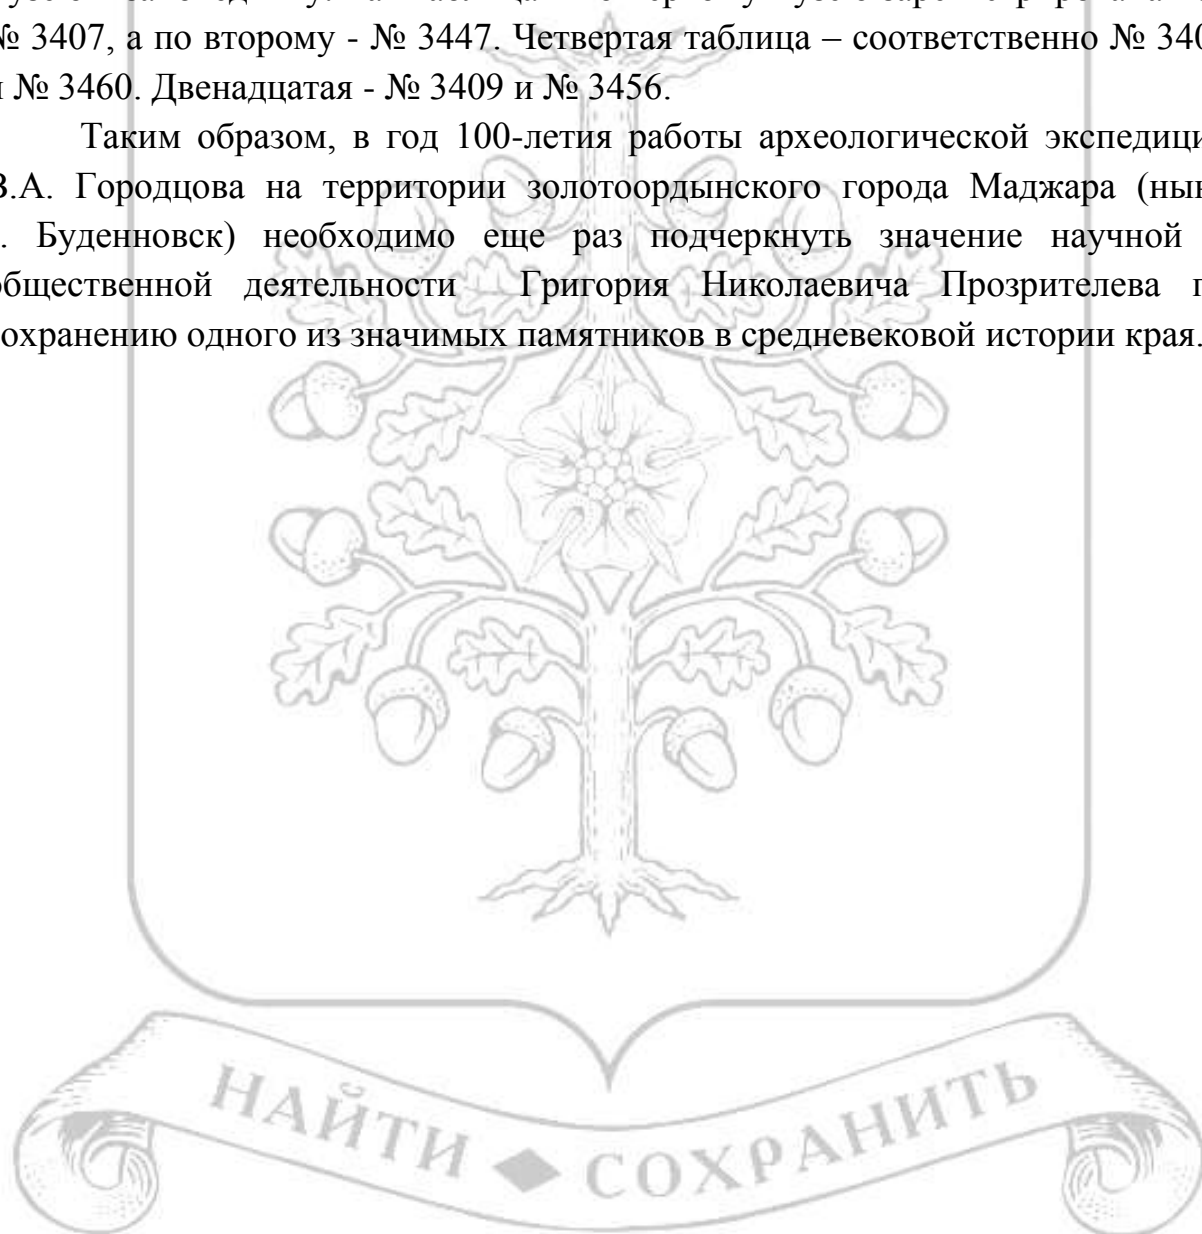 № 3407, а по второму - № 3447. Четвертая таблица – соответственно № 340
№ 3460. Двенадцатая - № 3409 и № 3456.
Таким образом, в год 100-летия работы археологической экспедици
В.А. Городцова на территории золотоордынского города Маджара (нын
. Буденновск) необходимо еще раз подчеркнуть значение научной
общественной деятельности Григория Николаевича Прозрителева п
охранению одного из значимых памятников в средневековой истории края.
НАЙТИ ◆ СОХРАНИТЬ